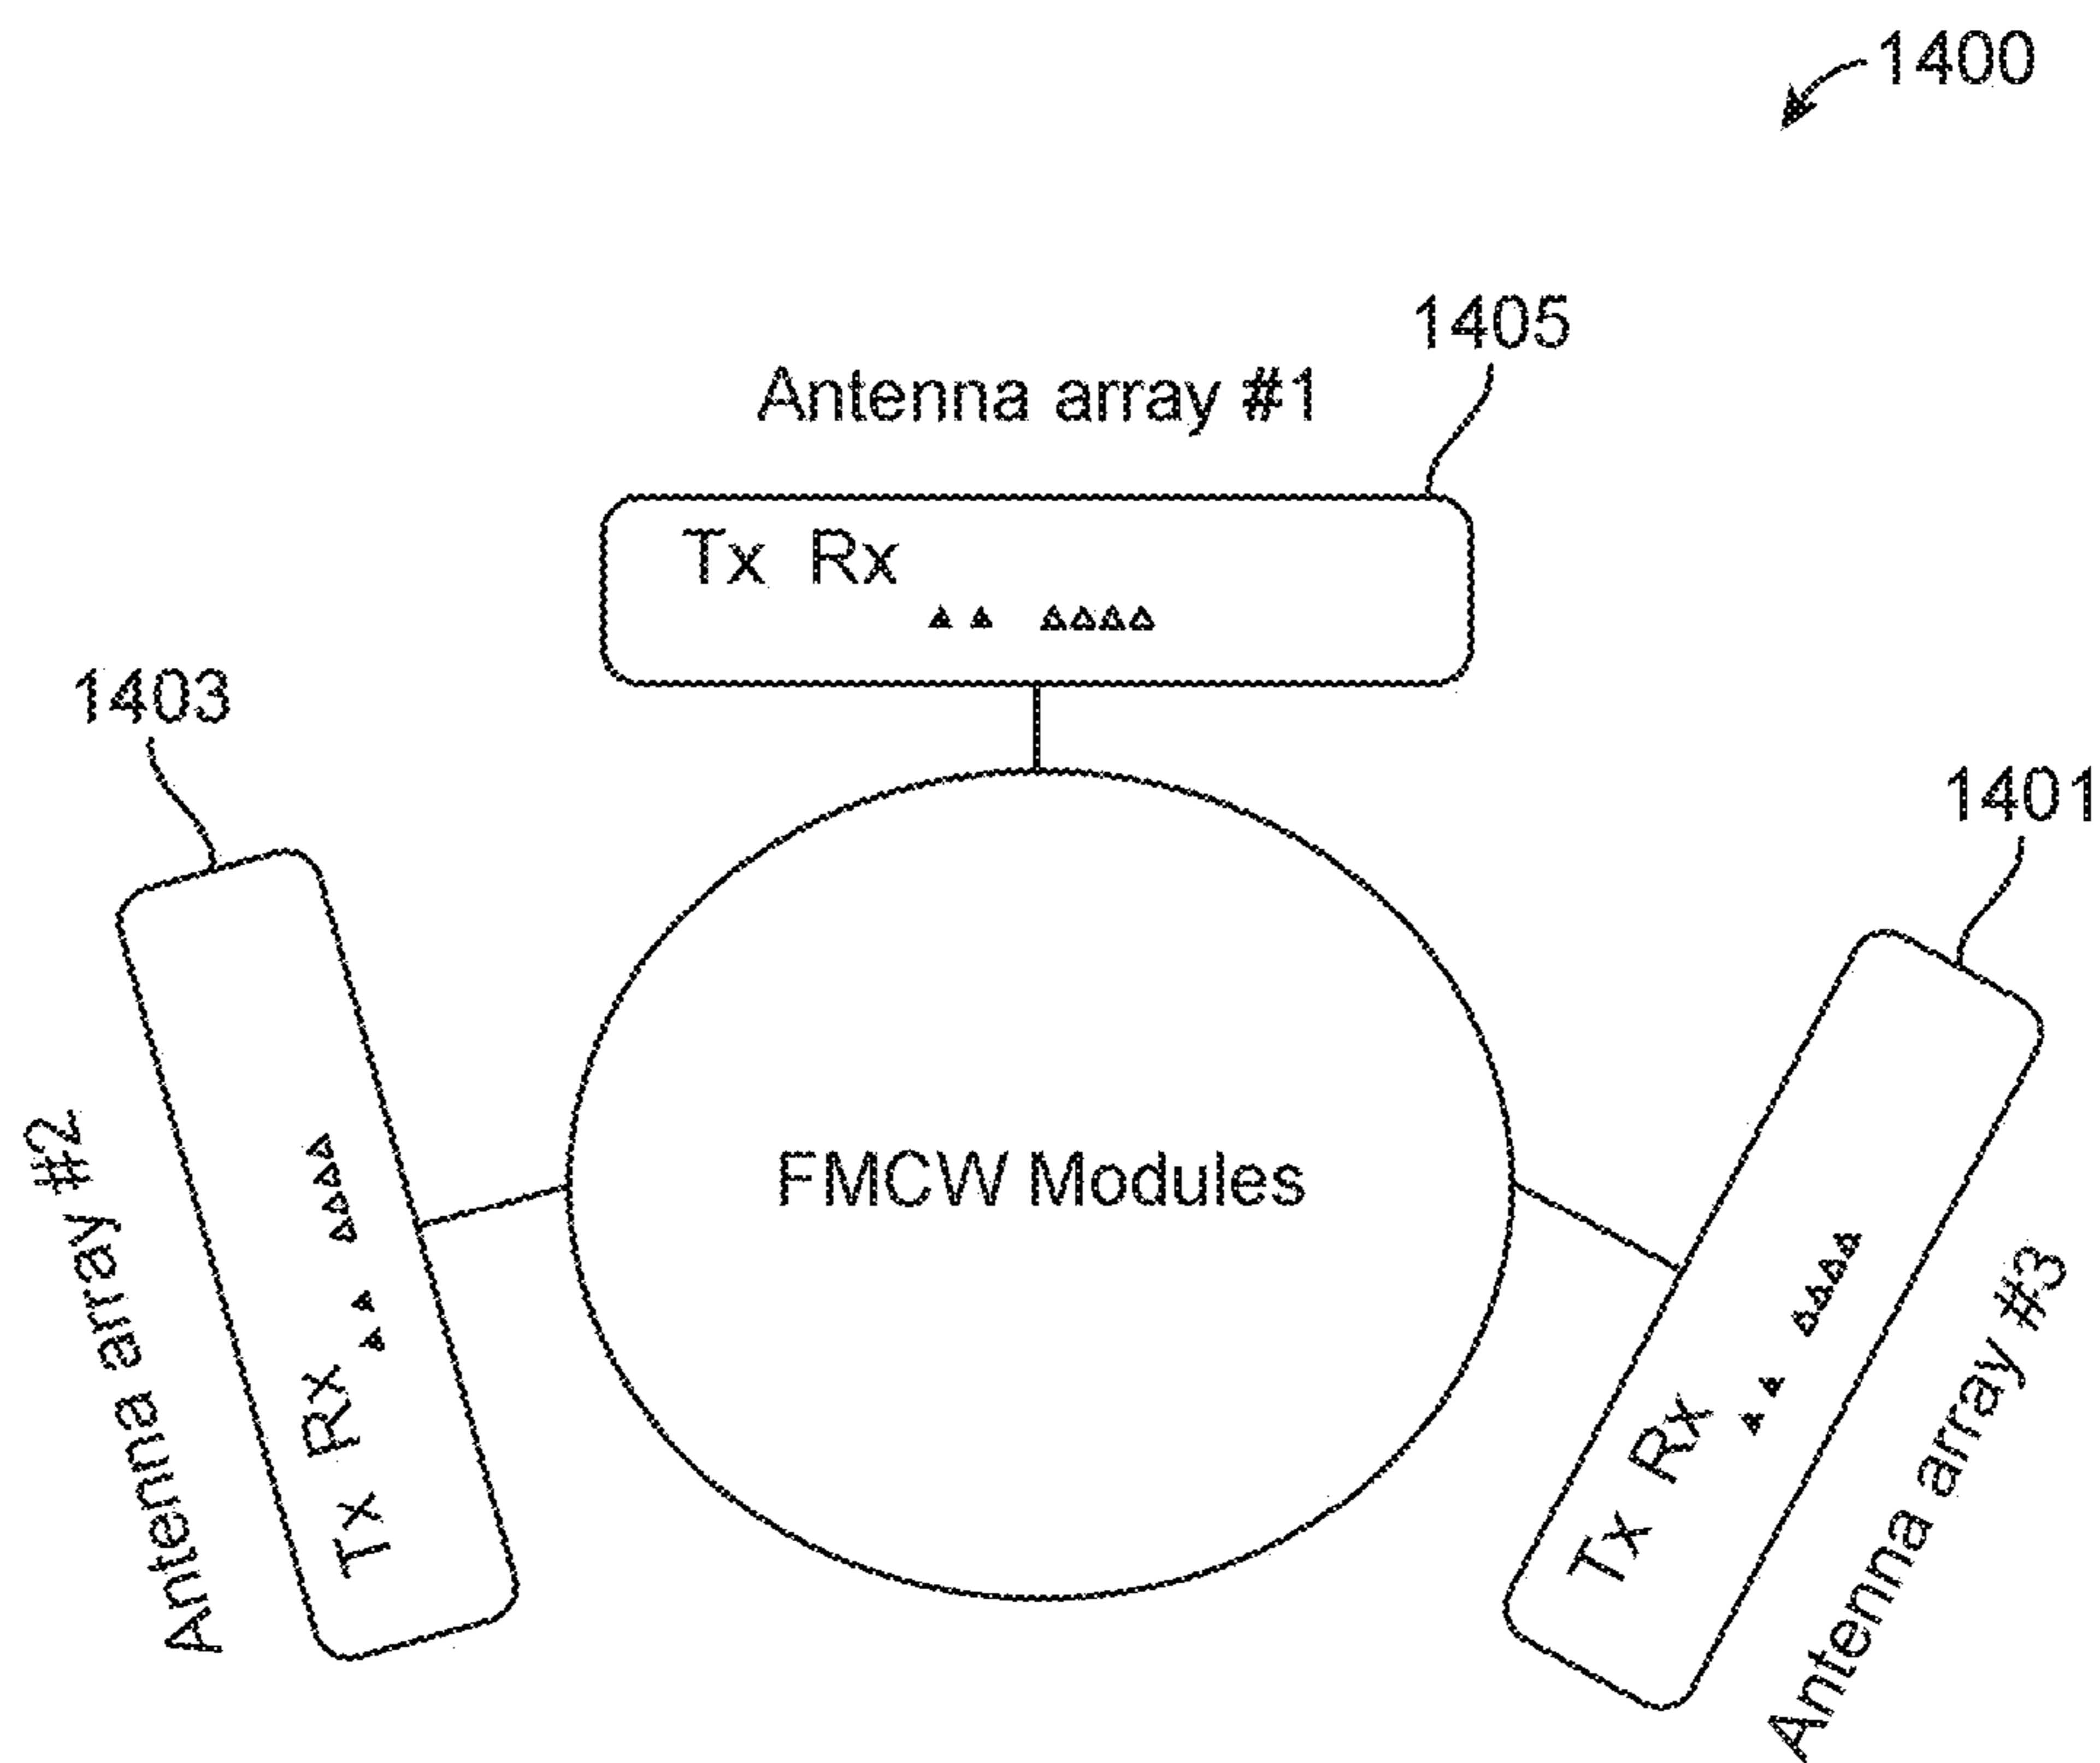 1400
1405
Antenna array #1
Tx Rx
1403
1401
FMCW Modules
Antenna array #2
Tx Rx
Antenna array #3
Tx Rx